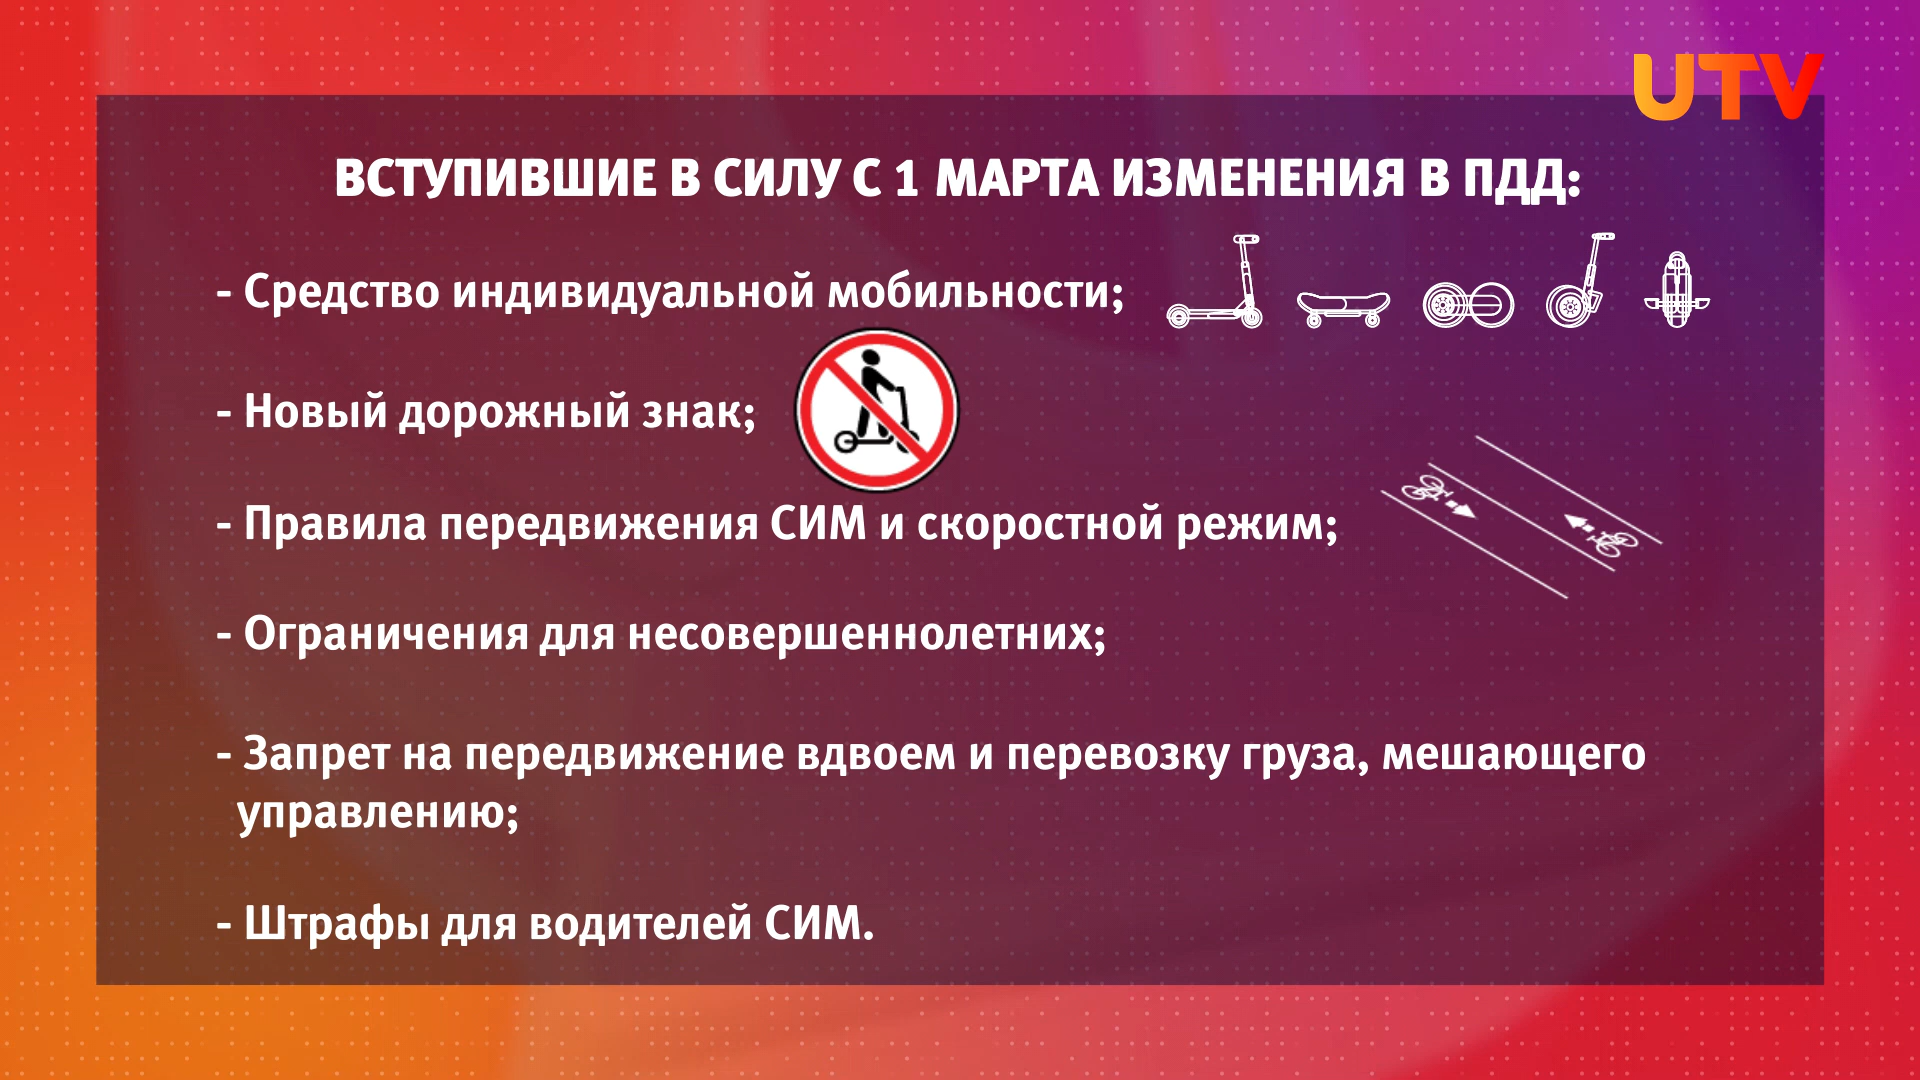 UTV
ВСТУПИВШИЕ В СИЛУ С 1 МАРТА ИЗМЕНЕНИЯ В ПДД:
- Средство индивидуальной мобильности;
- Новый дорожный знак;
- Правила передвижения СИМ и скоростной режим;
- Ограничения для несовершеннолетних;
- Запрет на передвижение вдвоем и перевозку груза, мешающего
управлению;
- Штрафы для водителей СИМ.